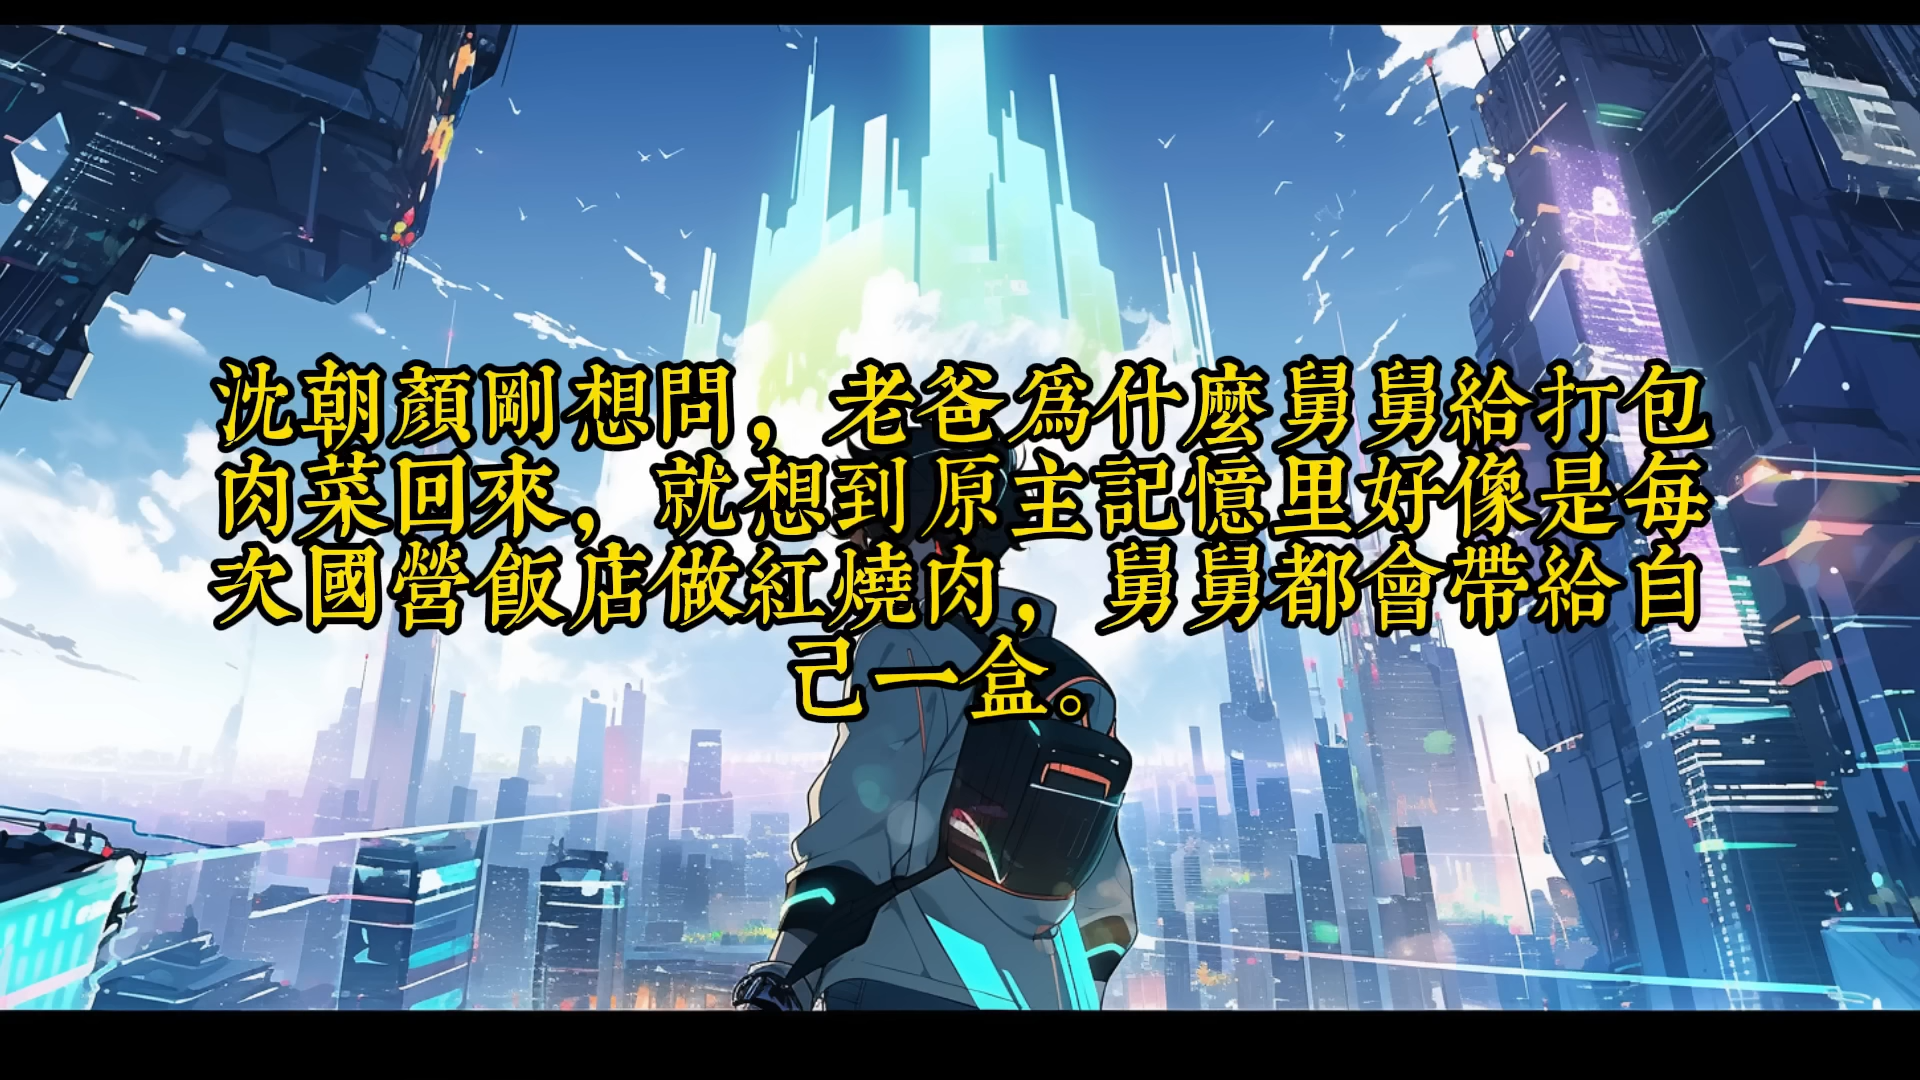 沈朝顏剛想問，老爸爲什麼舅舅給打包
肉菜回來，就想到原主記憶里好像是每
次國營飯店做紅燒肉，舅舅都會帶給自
己一盒。